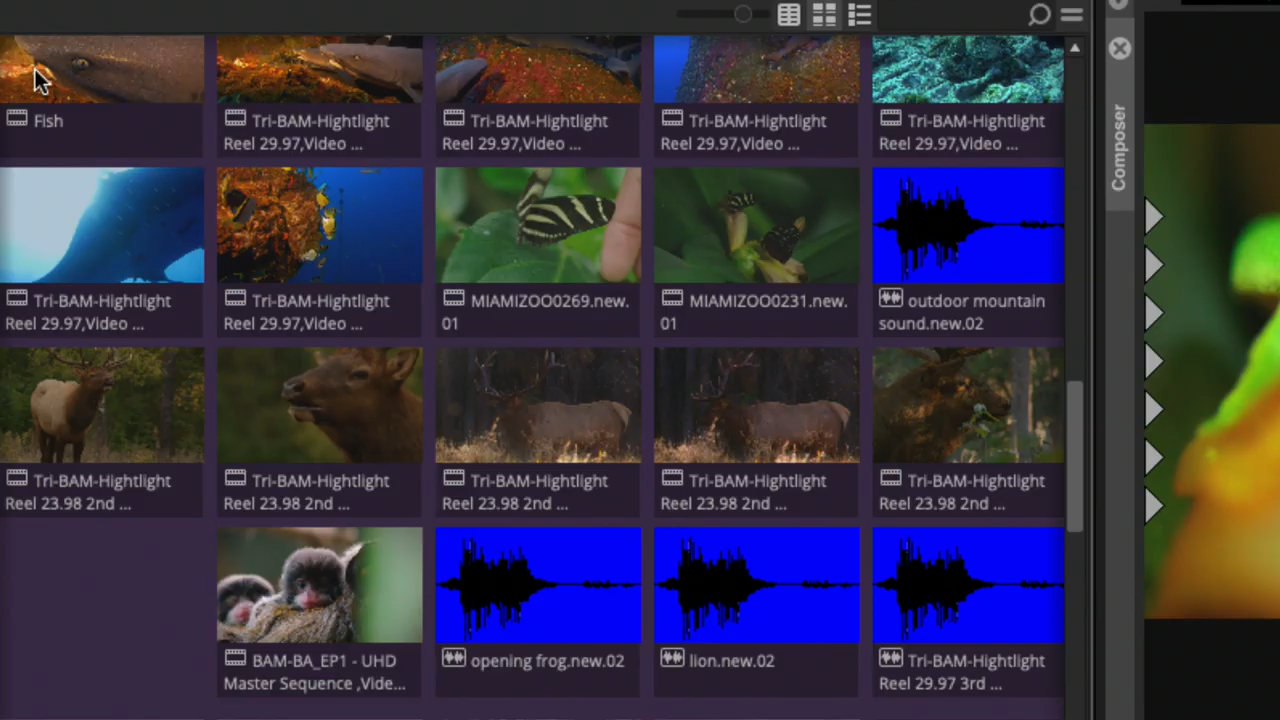 Fish
Tri-BAM-Hightlight
Reel 29.97,Video ...
Tri-BAM-Hightlight
Reel 29.97,Video ...
Tri-BAM-Hightlight
Reel 29.97,Video ...
Tri-BAM-Hightlight
Reel 29.97,Video ...
Composer
Tri-BAM-Hightlight
Reel 29.97,Video ...
Tri-BAM-Hightlight
Reel 29.97,Video ...
MIAMIZOO0269.new.
01
MIAMIZOO0231.new.
01
outdoor mountain
sound.new.02
Tri-BAM-Hightlight
Reel 23.98 2nd ...
Tri-BAM-Hightlight
Reel 23.98 2nd ...
Tri-BAM-Hightlight
Reel 23.98 2nd ...
Tri-BAM-Hightlight
Reel 23.98 2nd ...
Tri-BAM-Hightlight
Reel 23.98 2nd ...
BAM-BA_EP1 - UHD
Master Sequence ,Vide...
opening frog.new.02
lion.new.02
Tri-BAM-Hightlight
Reel 29.97 3rd ...